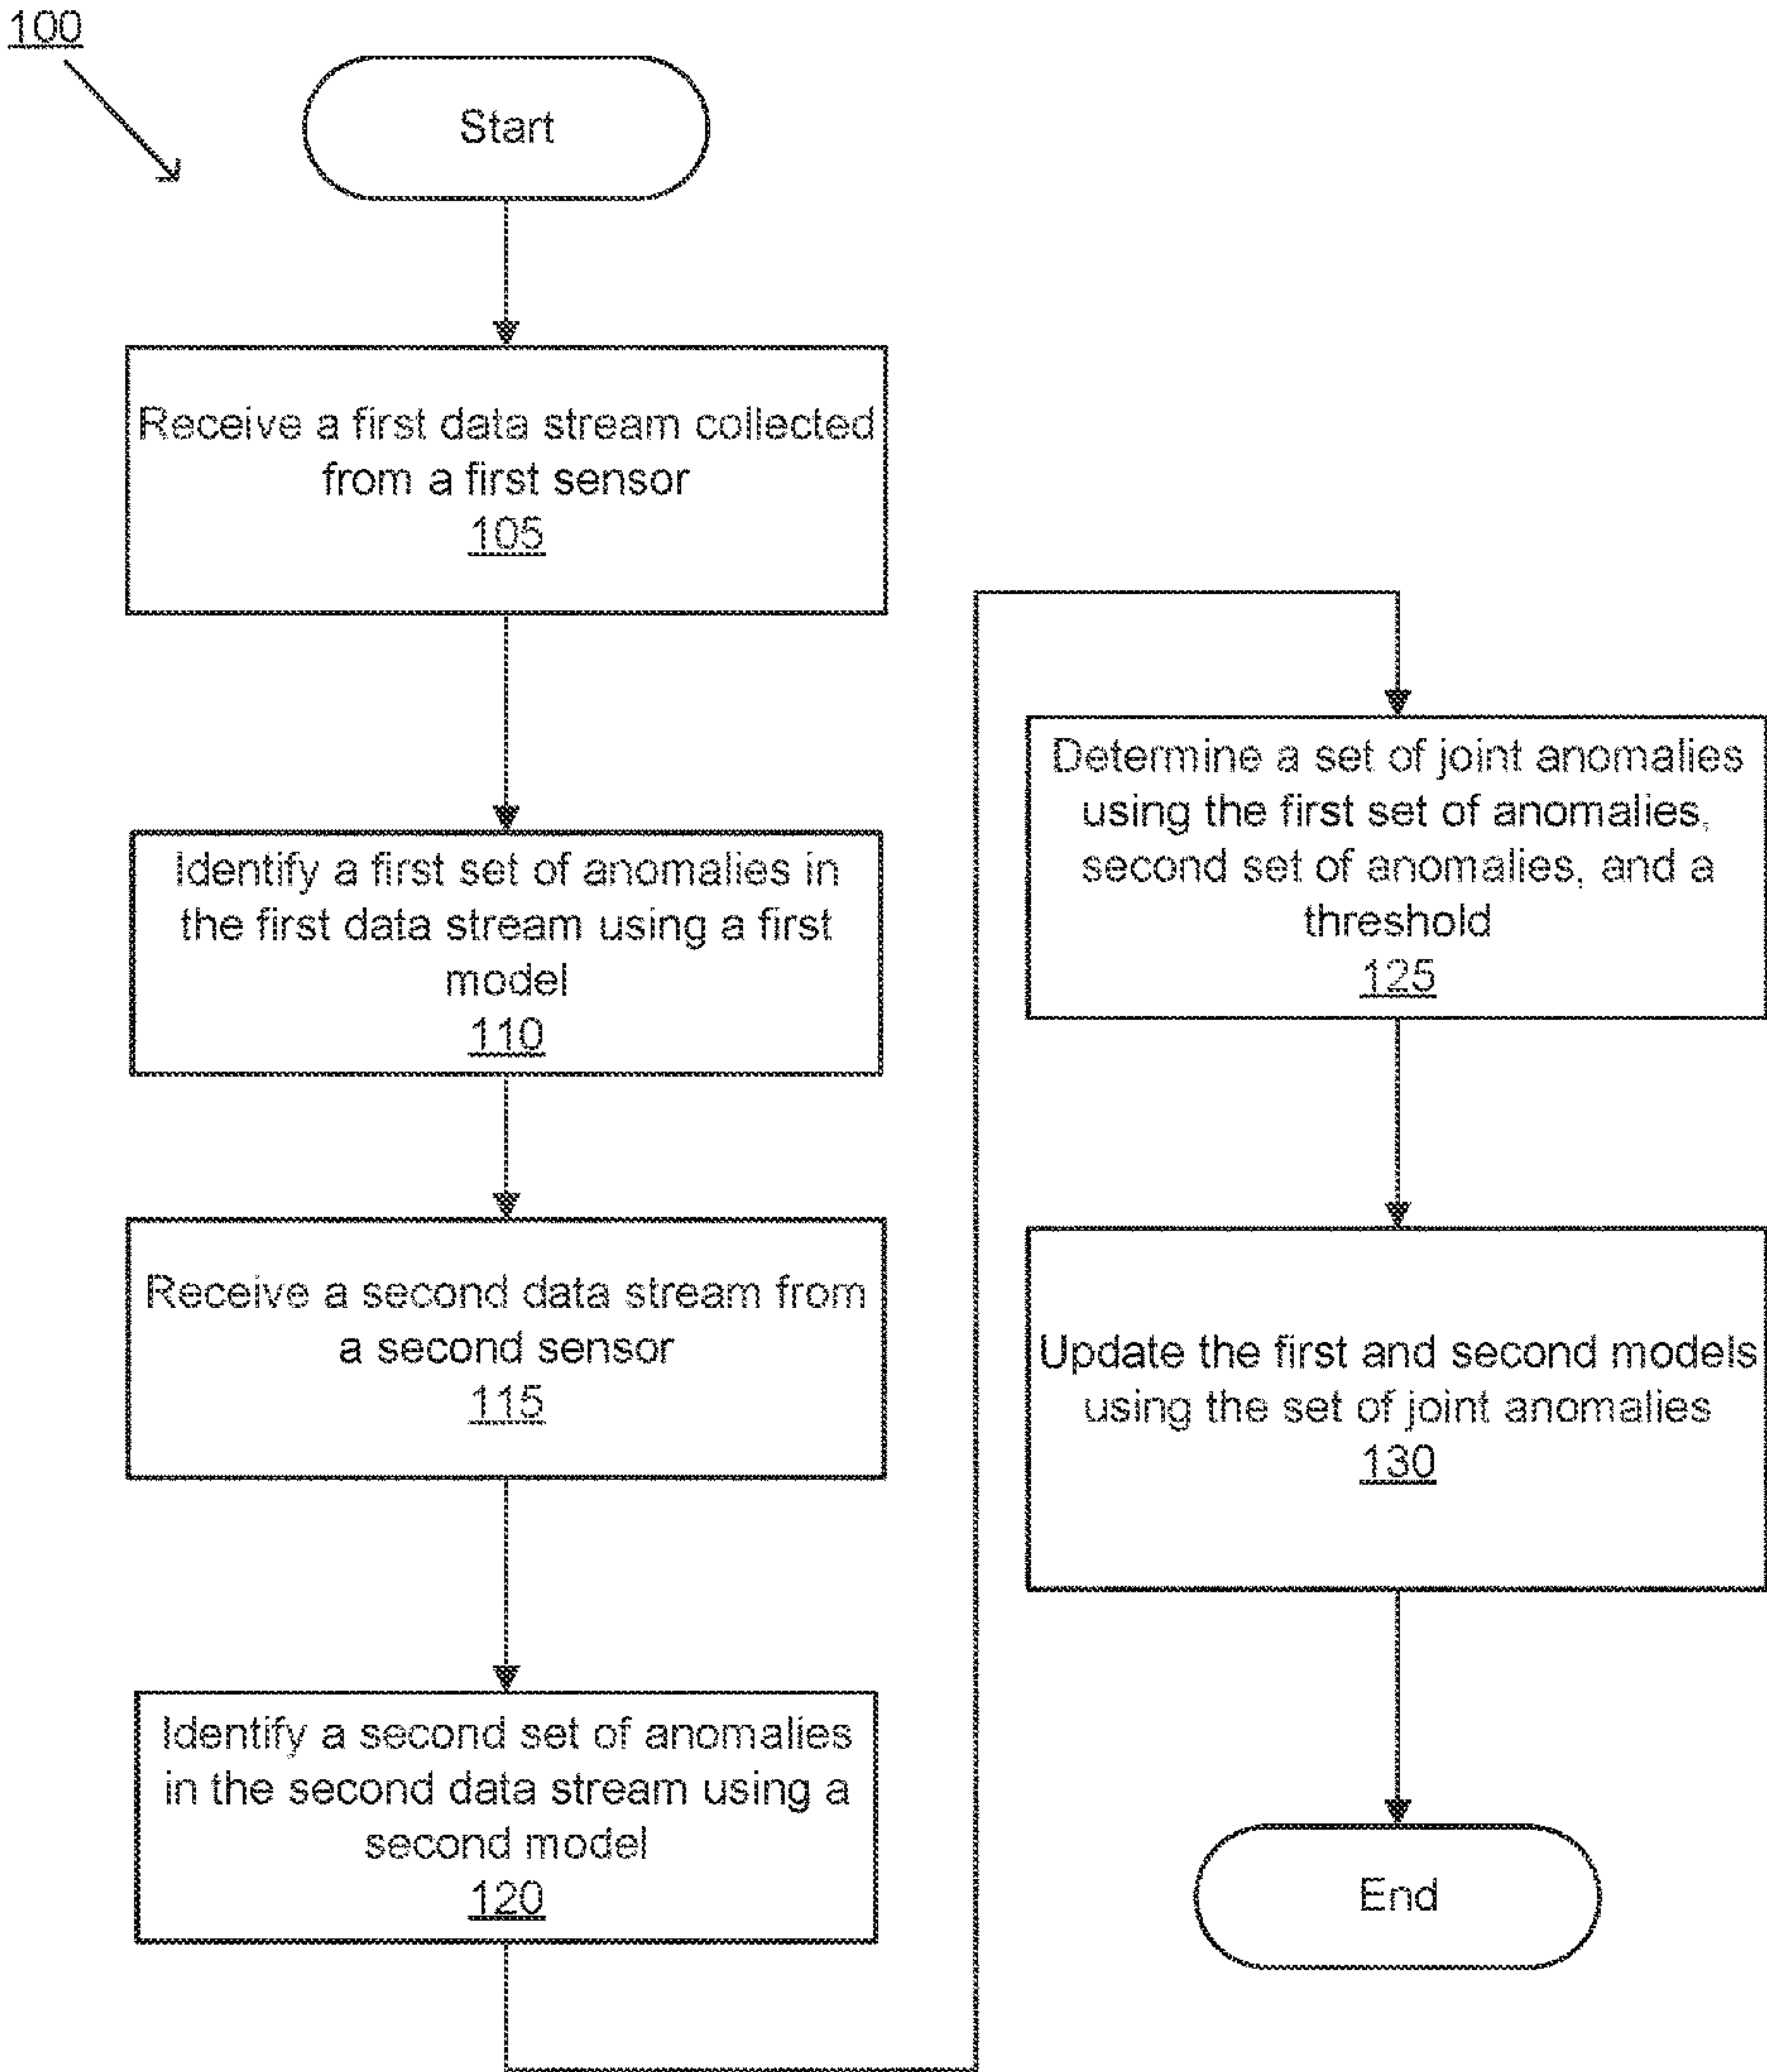 100
Start
Receive a first data stream collected
from a first sensor
105
Identify a first set of anomalies in
the first data stream using a first
model
110
Receive a second data stream from
a second sensor
115
Identify a second set of anomalies
in the second data stream using a
second model
120
Determine a set of joint anomalies
using the first set of anomalies,
second set of anomalies, and a
threshold
125
Update the first and second models
using the set of joint anomalies
130
End